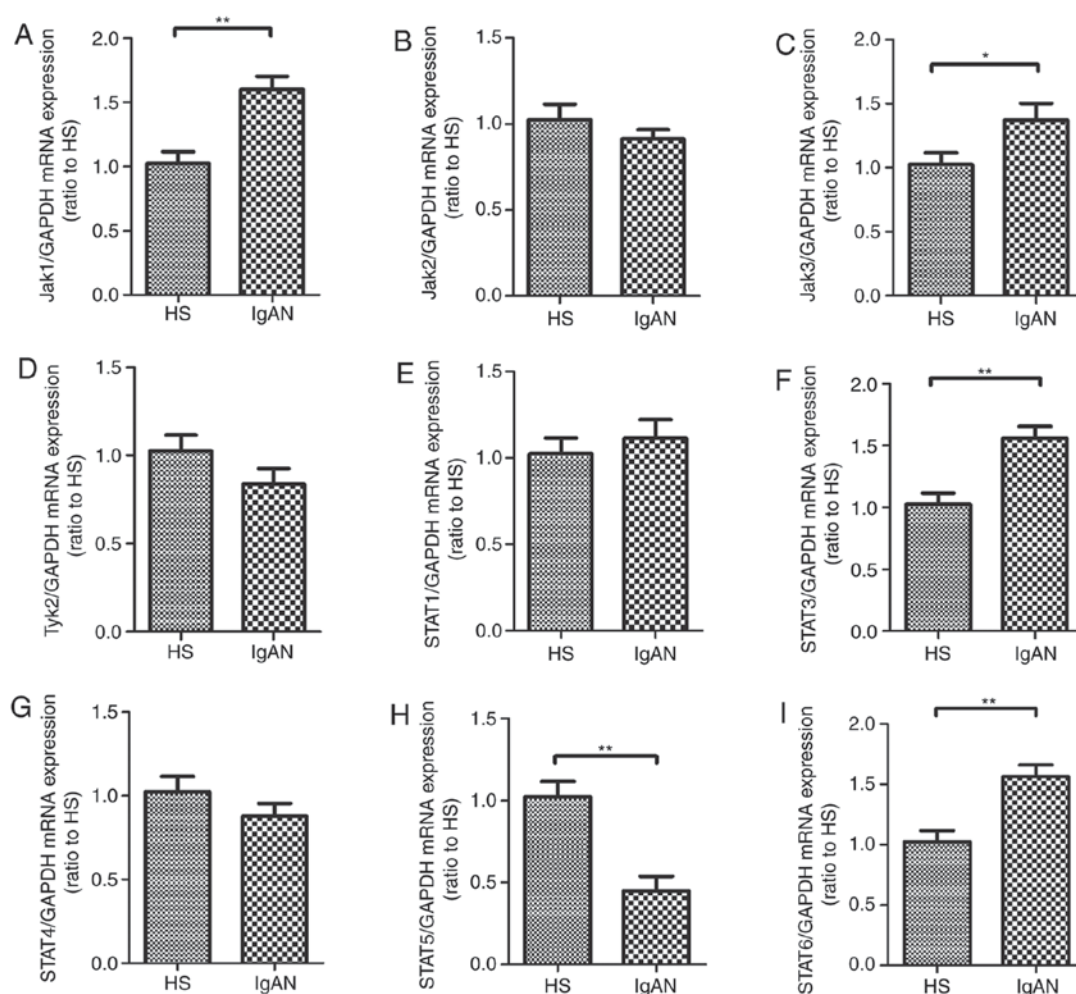 A
Jak1/GAPDH mRNA expression
(ratio to HS)
2.0
1.5
1.0
0.5
0.0
**
HS IgAN
B
Jak2/GAPDH mRNA expression
(ratio to HS)
1.5
1.0
0.5
0.0
HS IgAN
C
Jak3/GAPDH mRNA expression
(ratio to HS)
2.0
1.5
1.0
0.5
0.0
*
HS IgAN
D
Tyk2/GAPDH mRNA expression
(ratio to HS)
1.5
1.0
0.5
0.0
HS IgAN
E
STAT1/GAPDH mRNA expression
(ratio to HS)
1.5
1.0
0.5
0.0
HS IgAN
F
STAT3/GAPDH mRNA expression
(ratio to HS)
2.0
1.5
1.0
0.5
0.0
**
HS IgAN
G
STAT4/GAPDH mRNA expression
(ratio to HS)
1.5
1.0
0.5
0.0
HS IgAN
H
STAT5/GAPDH mRNA expression
(ratio to HS)
1.5
1.0
0.5
0.0
**
HS IgAN
I
STAT6/GAPDH mRNA expression
(ratio to HS)
2.0
1.5
1.0
0.5
0.0
**
HS IgAN